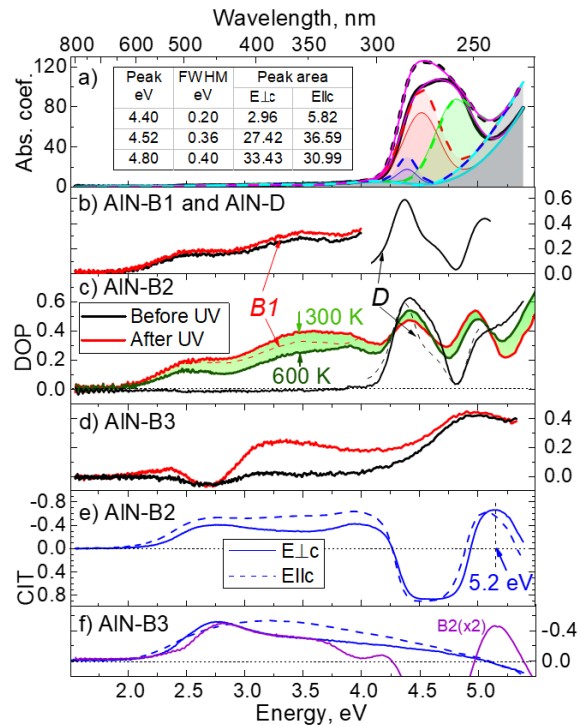 Wavelength, nm
800 600 500 400 300 250
Abs. coef.
120
80
40
0
a)
Peak eV FWHM eV Peak area
E⊥c EIIc
4.40 0.20 2.96 5.82
4.52 0.36 27.42 36.59
4.80 0.40 33.43 30.99
b) AlN-B1 and AlN-D
0.6
0.4
0.2
0.0
c) AlN-B2
B1
D
Before UV
After UV
300 K
600 K
DOP
0.6
0.4
0.2
0.0
d) AlN-B3
0.4
0.2
0.0
e) AlN-B2
CIT
-0.8
-0.4
0.0
0.4
0.8
E⊥c
EIIc
5.2 eV
f) AlN-B3
B2(x2)
-0.4
0.0
2.0 2.5 3.0 3.5 4.0 4.5 5.0
Energy, eV